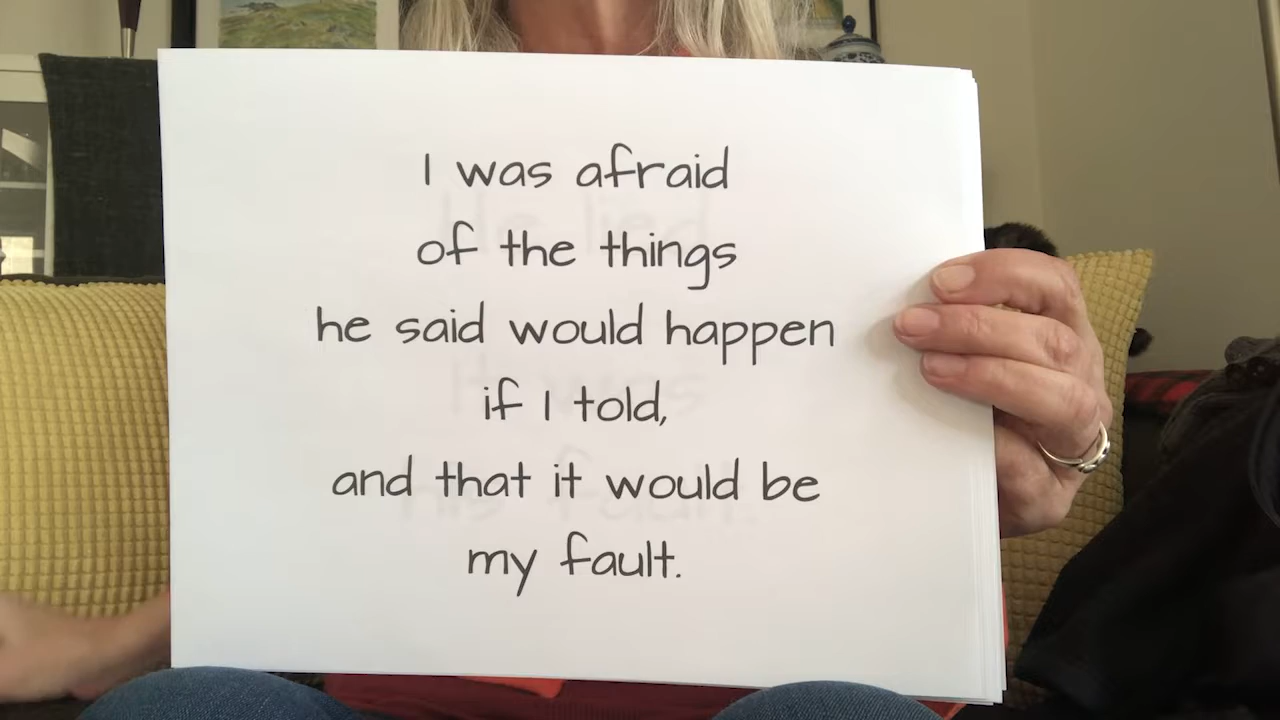 I was afraid
of the things
he said would happen
if I told,
and that it would be
my fault.